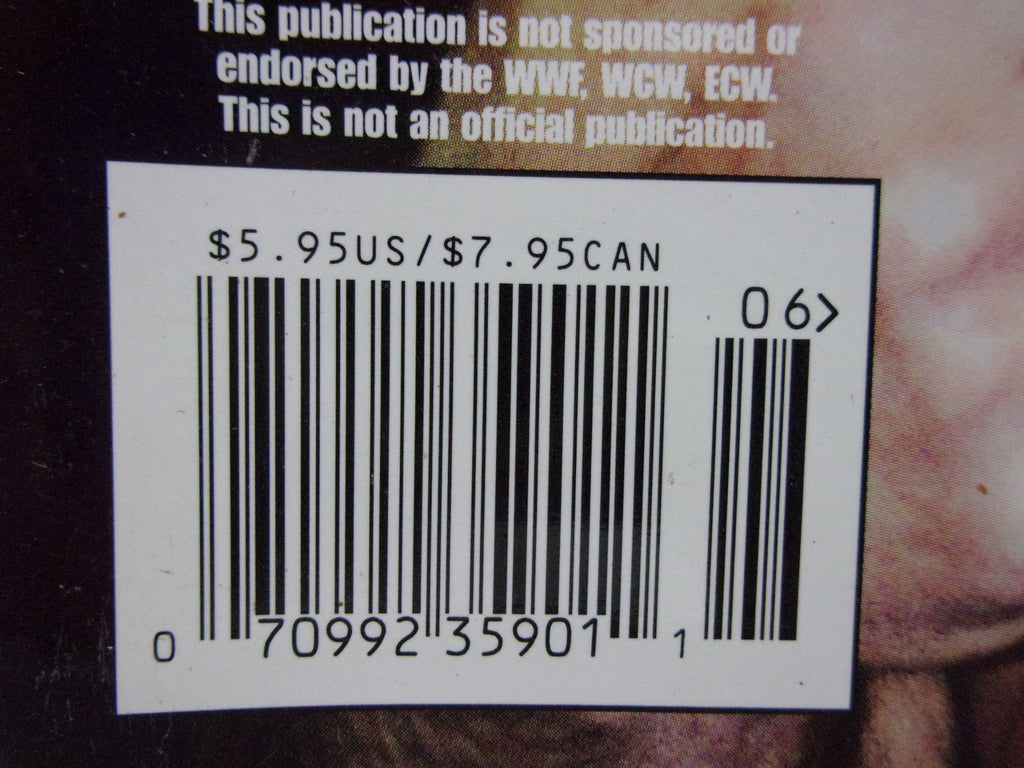 This publication is not sponsored or
endorsed by the WWF, WCW, ECW.
This is not an official publication.
$5.95US/$7.95CAN
06>
0 70992 35901 1